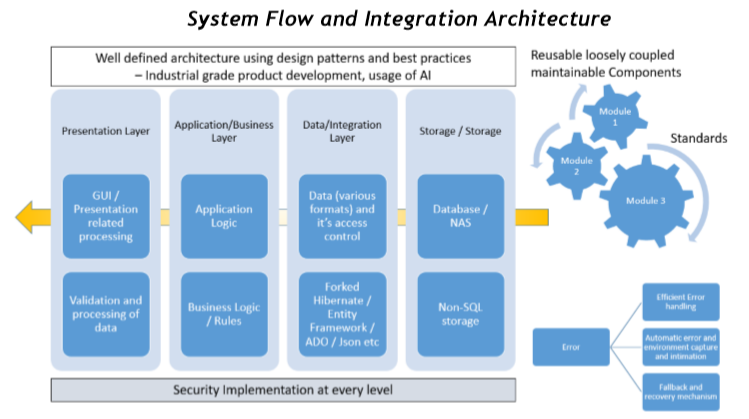 System Flow and Integration Architecture
Well defined architecture using design patterns and best practices
– Industrial grade product development, usage of AI
Presentation Layer
GUI /
Presentation
related
processing
Validation and
processing of
data
Application/Business
Layer
Application
Logic
Business Logic
/ Rules
Data/Integration
Layer
Data (various
formats) and
it's access
control
Forked
Hibernate /
Entity
Framework /
ADO / Json etc
Storage / Storage
Database /
NAS
Non-SQL
storage
Security Implementation at every level
Reusable loosely coupled
maintainable Components
Module
1
Module
2
Module 3
Standards
Error
Efficient Error
handling
Automatic error and
environment capture
and intimation
Fallback and
recovery mechanism